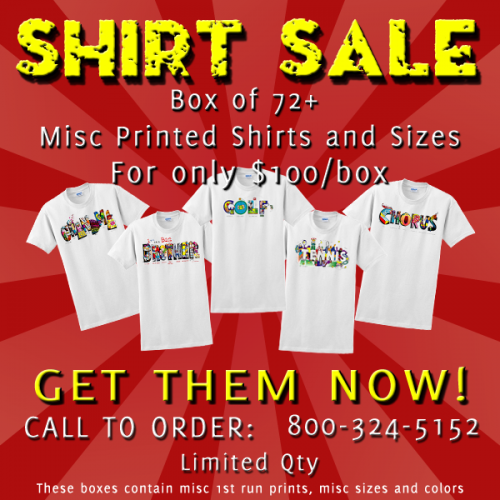 SHIRT SALE
Box of 72+
Misc Printed Shirts and Sizes
For only $100/box
GOLF
BIG
BROTHER
TENNIS
CHORUS
GET THEM NOW!
CALL TO ORDER: 800-324-5152
Limited Qty
These boxes contain misc 1st run prints, misc sizes and colors